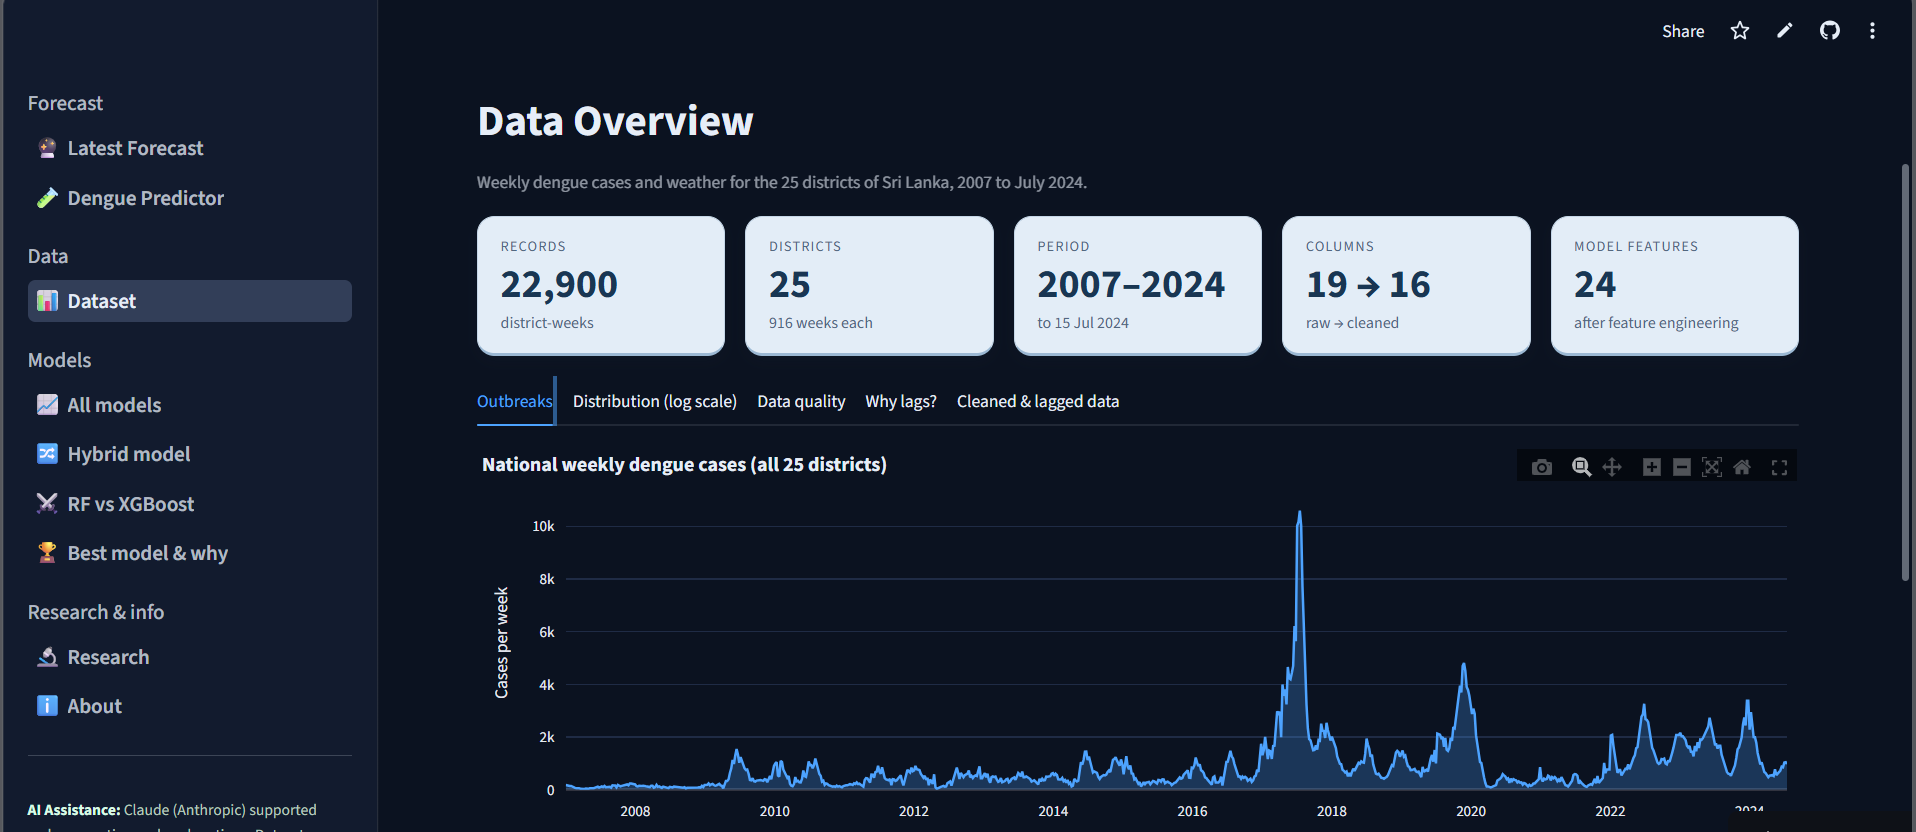 Share
Forecast
Latest Forecast
Dengue Predictor
Data
Dataset
Models
All models
Hybrid model
RF vs XGBoost
Best model & why
Research & info
Research
About
AI Assistance: Claude (Anthropic) supported
Data Overview
Weekly dengue cases and weather for the 25 districts of Sri Lanka, 2007 to July 2024.
RECORDS
22,900
district-weeks
DISTRICTS
25
916 weeks each
PERIOD
2007–2024
to 15 Jul 2024
COLUMNS
19 → 16
raw → cleaned
MODEL FEATURES
24
after feature engineering
Outbreaks Distribution (log scale) Data quality Why lags? Cleaned & lagged data
National weekly dengue cases (all 25 districts)
Cases per week
10k
8k
6k
4k
2k
0
2008 2010 2012 2014 2016 2018 2020 2022 2024